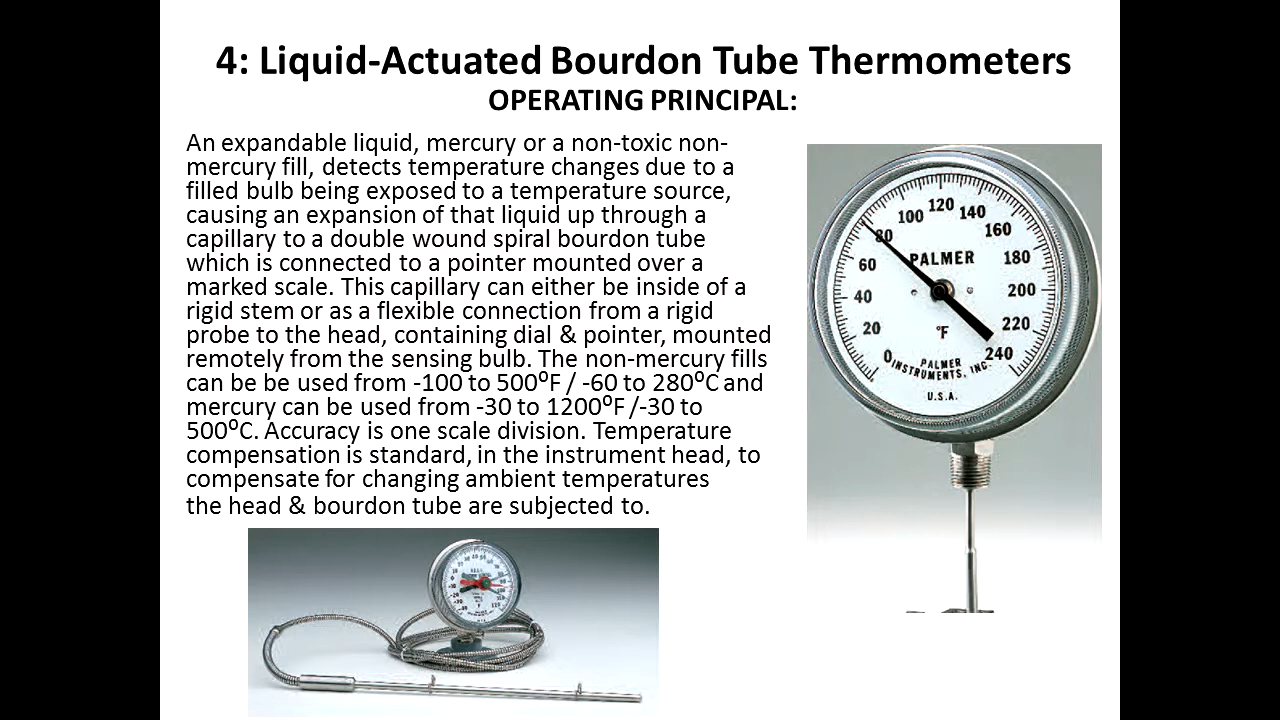 4: Liquid-Actuated Bourdon Tube Thermometers
OPERATING PRINCIPAL:
An expandable liquid, mercury or a non-toxic non-
mercury fill, detects temperature changes due to a
filled bulb being exposed to a temperature source,
causing an expansion of that liquid up through a
capillary to a double wound spiral bourdon tube
which is connected to a pointer mounted over a
marked scale. This capillary can either be inside of a
rigid stem or as a flexible connection from a rigid
probe to the head, containing dial & pointer, mounted
remotely from the sensing bulb. The non-mercury fills
can be be used from -100 to 500⁰F / -60 to 280⁰C and
mercury can be used from -30 to 1200⁰F /-30 to
500⁰C. Accuracy is one scale division. Temperature
compensation is standard, in the instrument head, to
compensate for changing ambient temperatures
the head & bourdon tube are subjected to.
0 20 40 60 80 100 120 140 160 180 200 220 240
PALMER
°F
PALMER
INSTRUMENTS, INC.
U.S.A.